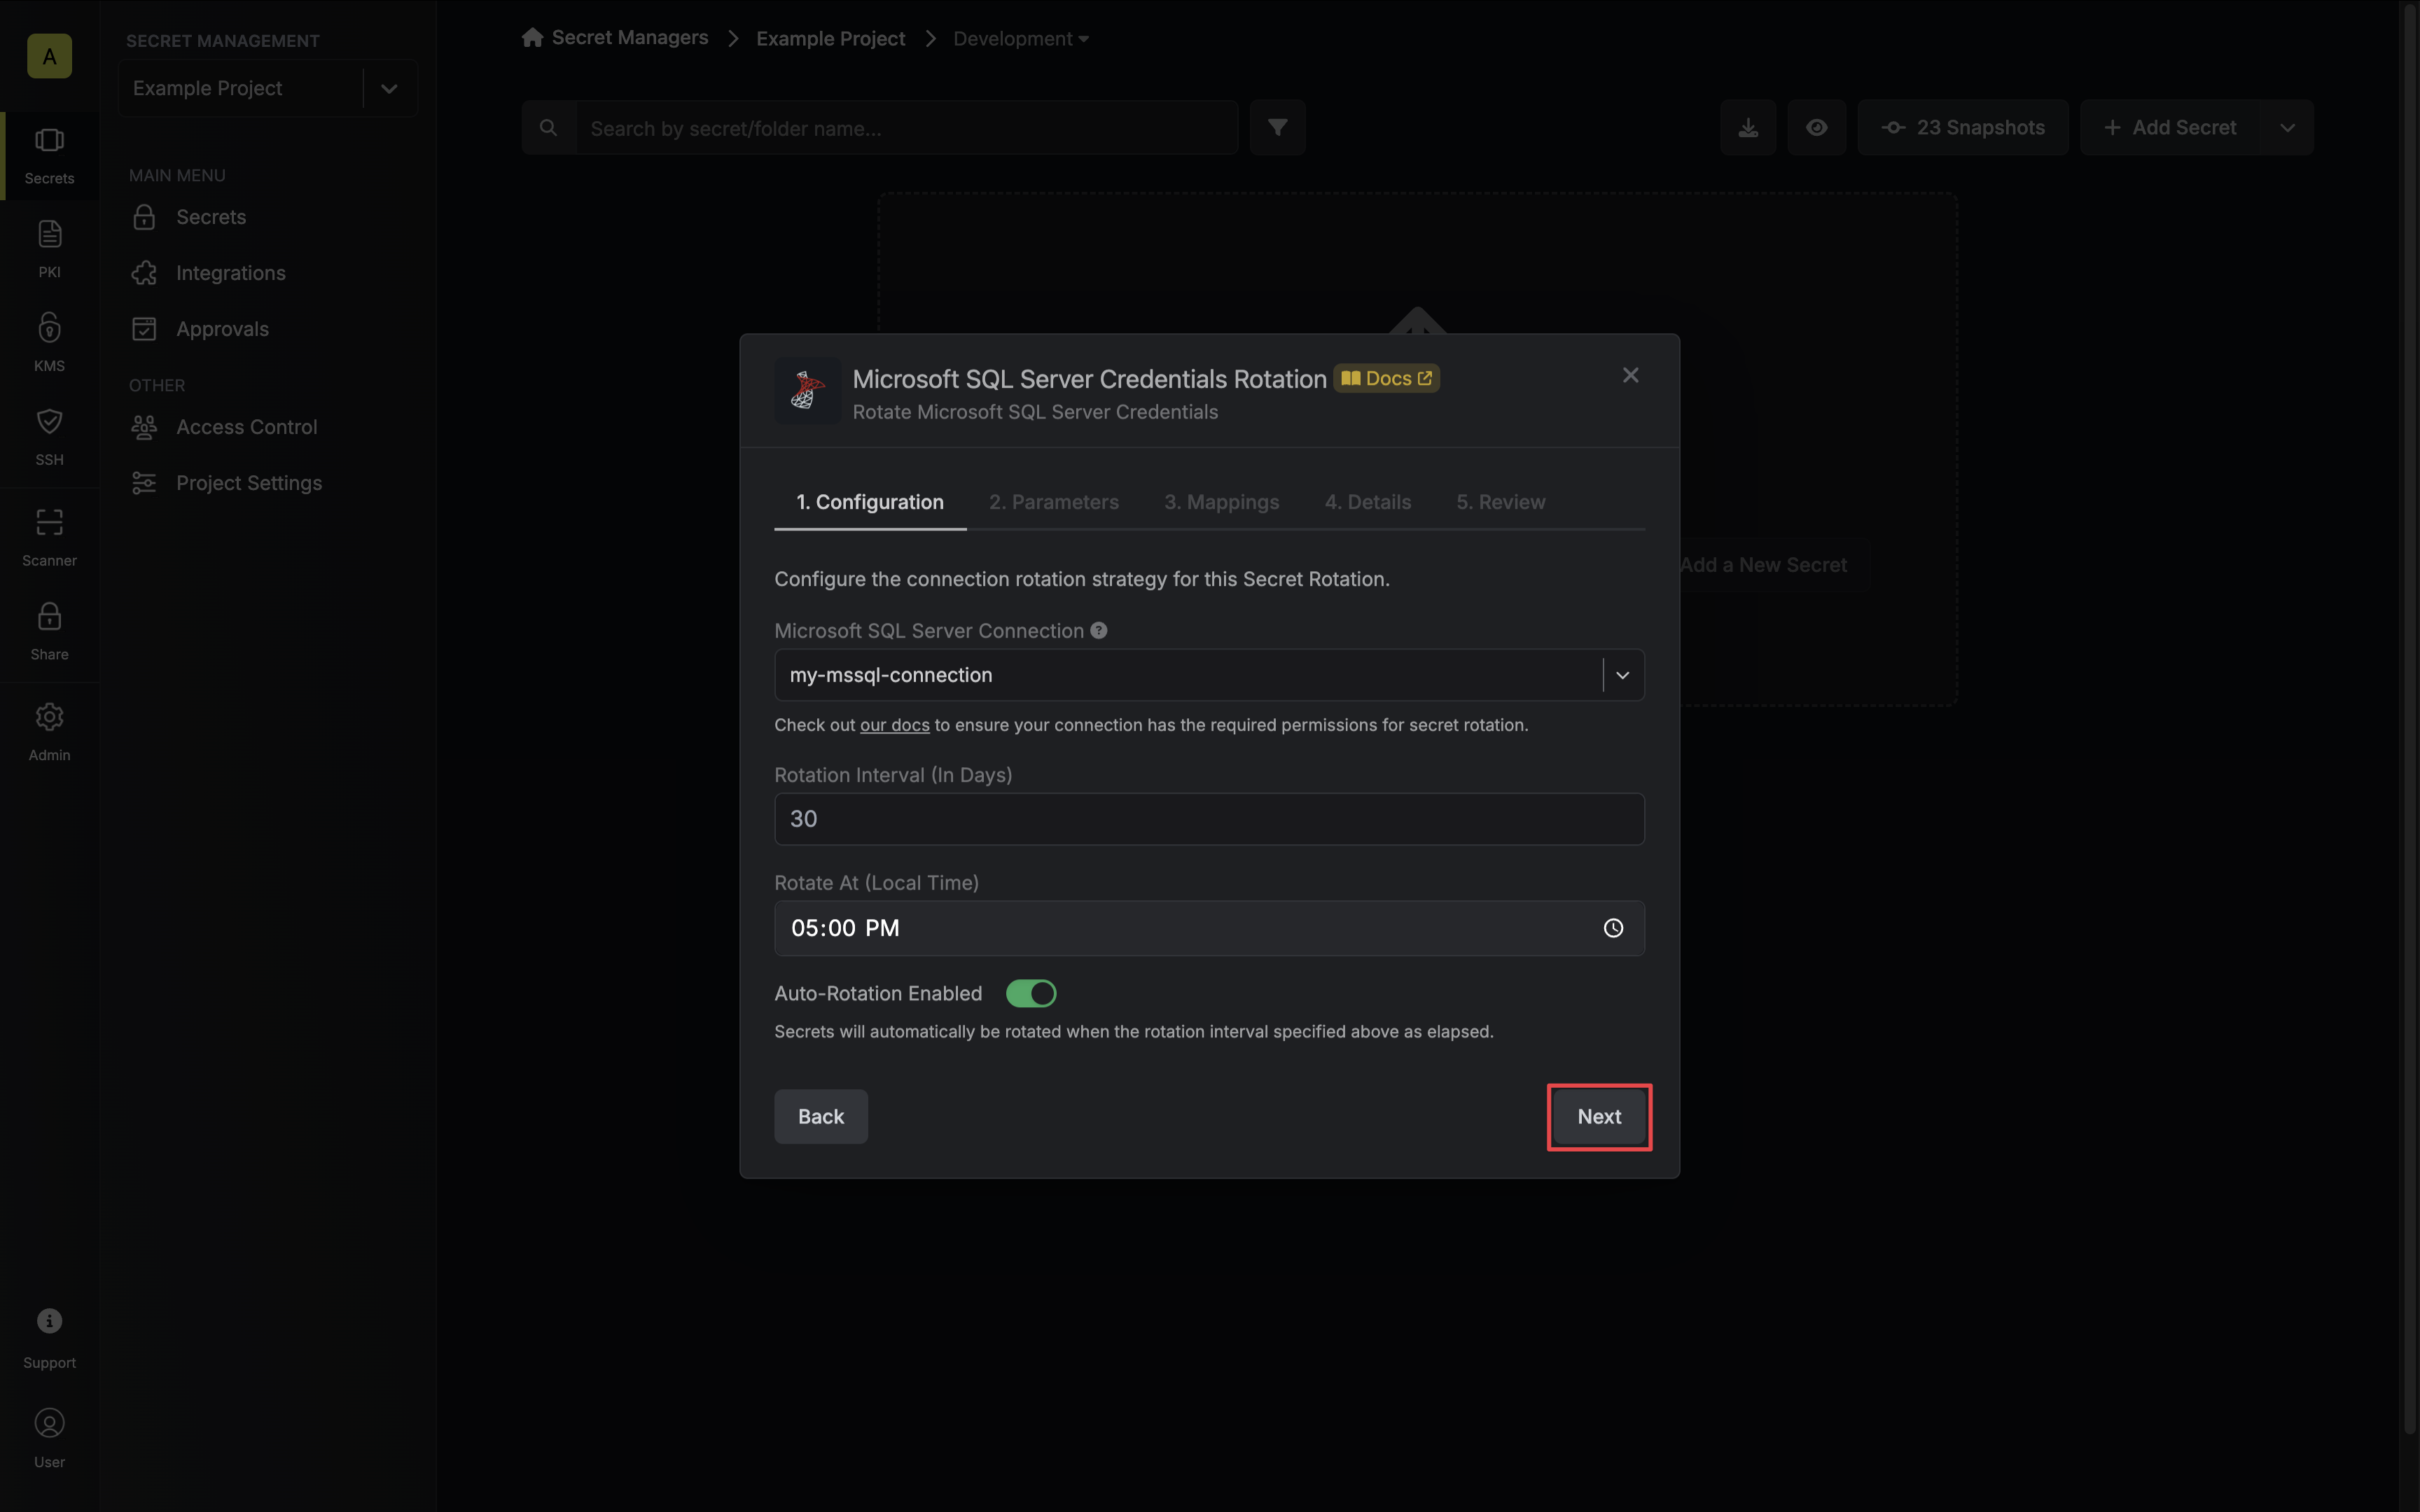 A
Secrets
PKI
KMS
SSH
Scanner
Share
Admin
Support
User
SECRET MANAGEMENT
Example Project
MAIN MENU
Secrets
Integrations
Approvals
OTHER
Access Control
Project Settings
Secret Managers
Example Project
Development
Search by secret/folder name...
23 Snapshots
Add Secret
Add a New Secret
Microsoft SQL Server Credentials Rotation Docs
Rotate Microsoft SQL Server Credentials
1. Configuration
2. Parameters
3. Mappings
4. Details
5. Review
Configure the connection rotation strategy for this Secret Rotation.
Microsoft SQL Server Connection
my-mssql-connection
Check out our docs to ensure your connection has the required permissions for secret rotation.
Rotation Interval (In Days)
30
Rotate At (Local Time)
05:00 PM
Auto-Rotation Enabled
Secrets will automatically be rotated when the rotation interval specified above as elapsed.
Back
Next